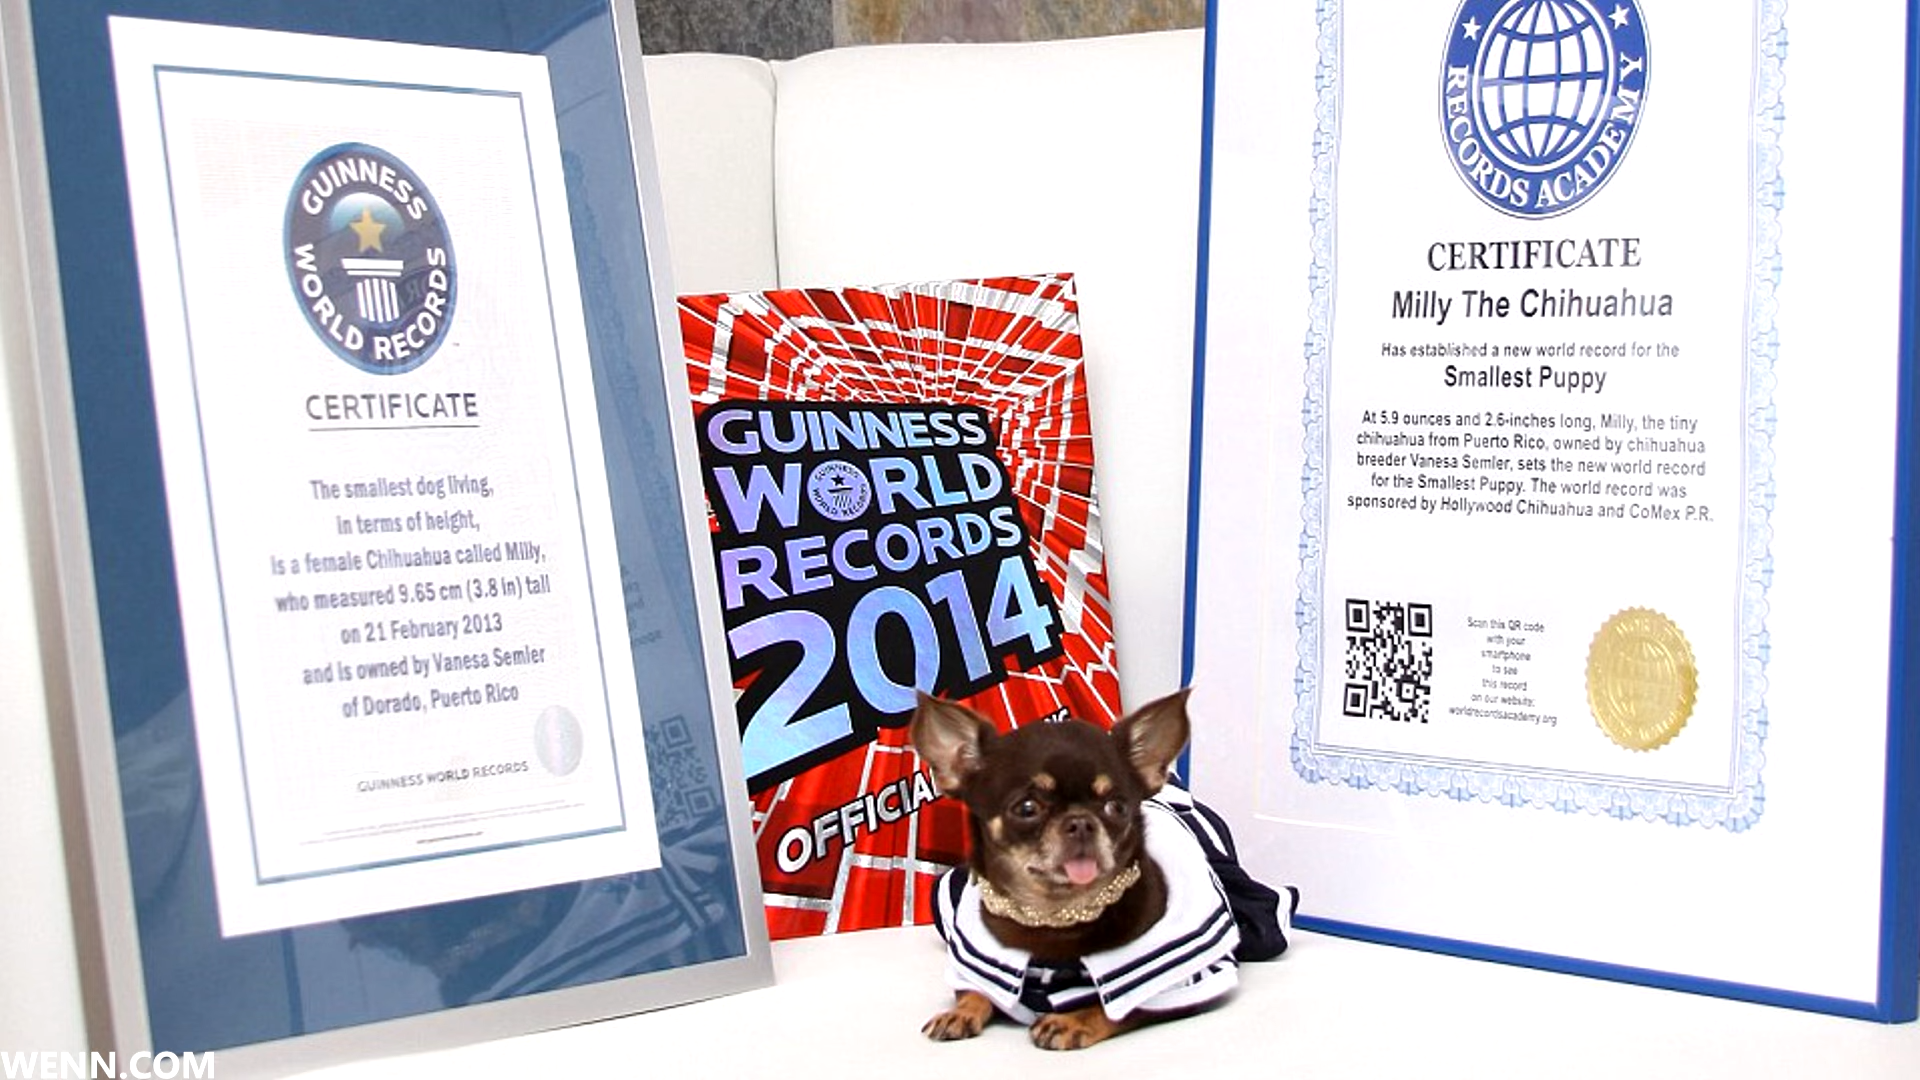 GUINNESS
WORLD RECORDS
CERTIFICATE
The smallest dog living,
in terms of height,
is a female Chihuahua called Milly,
who measured 9.65 cm (3.8 in) tall
on 21 February 2013
and is owned by Vanesa Semler
of Dorado, Puerto Rico
GUINNESS WORLD RECORDS
GUINNESS
WORLD
GUINNESS
WORLD RECORDS
RECORDS
2014
OFFICIA
RECORDS ACADEMY
CERTIFICATE
Milly The Chihuahua
Has established a new world record for the
Smallest Puppy
At 5.9 ounces and 2.6-inches long, Milly, the tiny
chihuahua from Puerto Rico, owned by chihuahua
breeder Vanesa Semler, sets the new world record
for the Smallest Puppy. The world record was
sponsored by Hollywood Chihuahua and CoMex P.R.
Scan this QR code
with your
smartphone
to see
this record
on our website:
worldrecordsacademy.org
WENN.COM